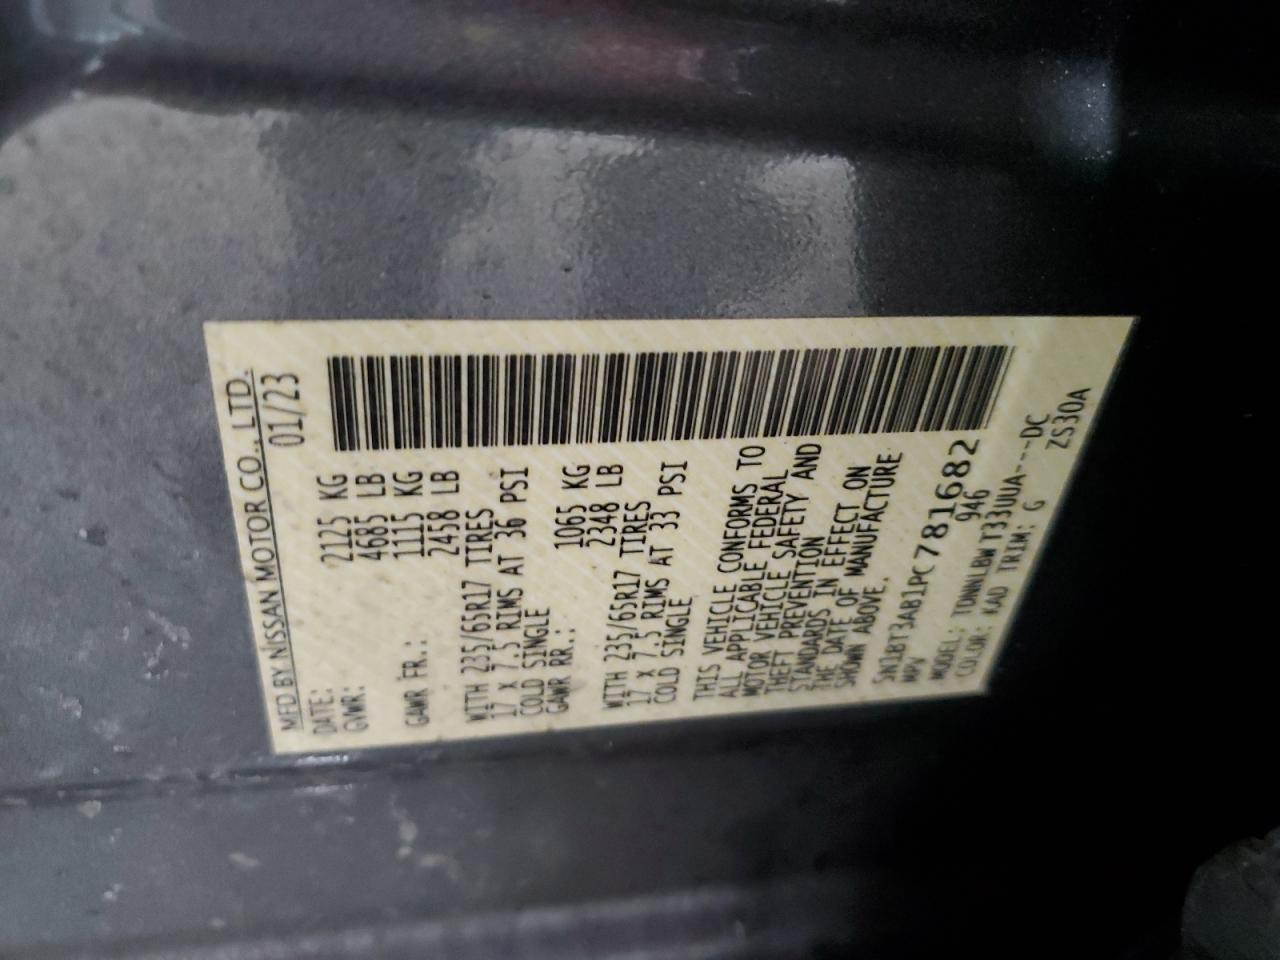 MFD BY NISSAN MOTOR CO., LTD.
DATE: 01/23
GVWR: 2125 KG
4685 LB
GAWR FR.: 1115 KG
2458 LB
WITH 235/65R17 TIRES
17 X 7.5 RIMS AT 36 PSI
COLD SINGLE
GAWR RR.: 1065 KG
2348 LB
WITH 235/65R17 TIRES
17 X 7.5 RIMS AT 33 PSI
COLD SINGLE
THIS VEHICLE CONFORMS TO
ALL APPLICABLE FEDERAL
MOTOR VEHICLE SAFETY AND
THEFT PREVENTION
STANDARDS IN EFFECT ON
THE DATE OF MANUFACTURE
SHOWN ABOVE.
5N1BT3AB1PC781682
MPV 946
MODEL: TDNNLBWT33UUA---DC
COLOR: KAD TRIM: G ZS30A